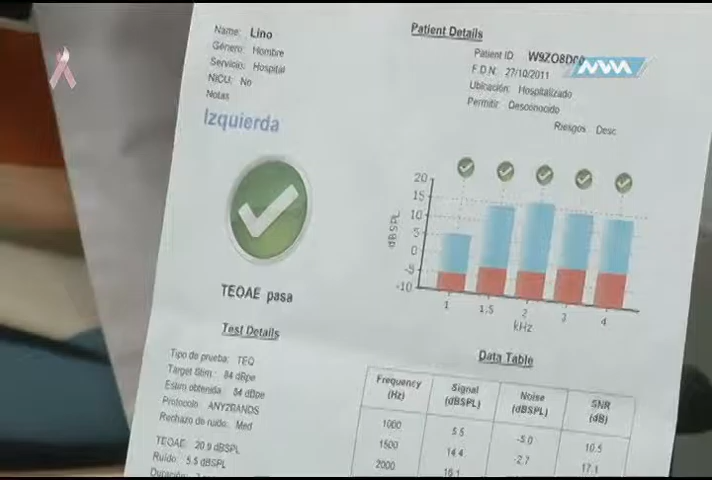 Name: Lino
Género: Hombre
Servicio: Hospital
NICU: No
Notas
Izquierda
TEOAE pasa
Test Details
Tipo de prueba: TEO
Target Stim.: 84 dBpe
Estim obtenida: 84 dBpe
Protocolo: ANY2BANDS
Rechazo de ruido: Med
TEOAE: 20.9 dBSPL
Ruido: 5.5 dBSPL
Duración:
Patient Details
Patient ID: W9ZO8D
F.D.N: 27/10/2011
Ubicación: Hospitalizado
Permitir: Desconocido
Riesgos: Desc
20
15
10
5
0
-5
-10
dBSPL
1 1.5 2 3 4
kHz
Data Table
Frequency (Hz) Signal (dBSPL) Noise (dBSPL) SNR (dB)
1000 5.5 -5.0 10.5
1500 14.4 -2.7 17.1
2000 16.1